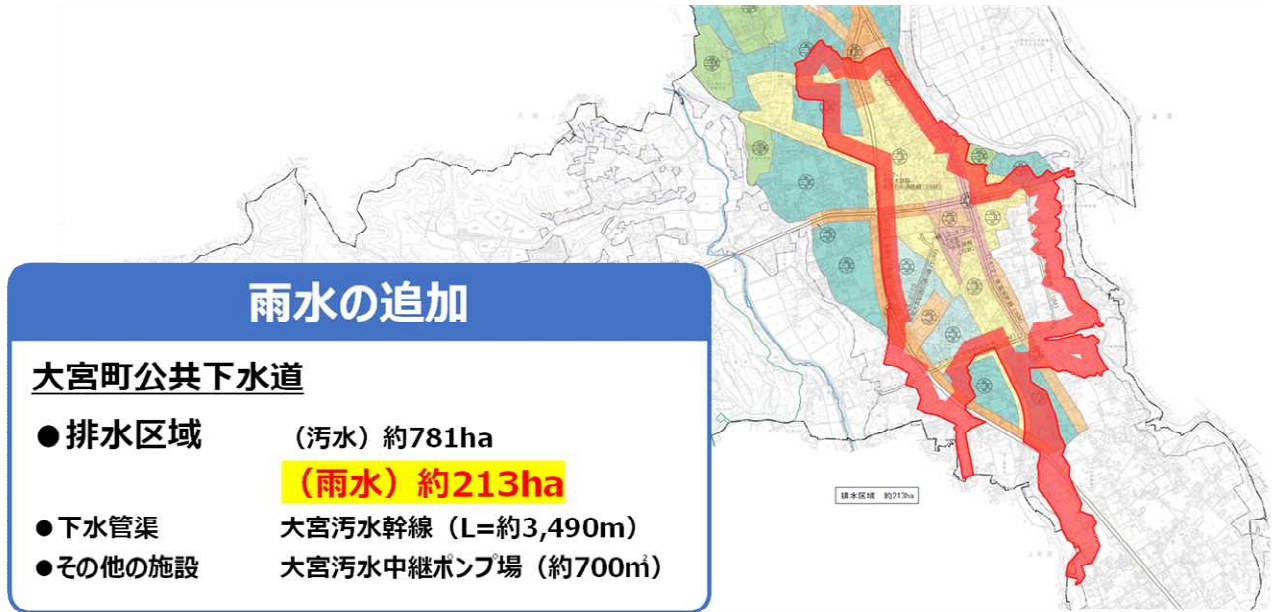 雨水の追加
大宮町公共下水道
●排水区域 （汚水）約781ha
（雨水）約213ha
●下水管渠 大宮汚水幹線（L=約3,490m）
●その他の施設 大宮汚水中継ポンプ場（約700㎡）
排水区域 約213ha